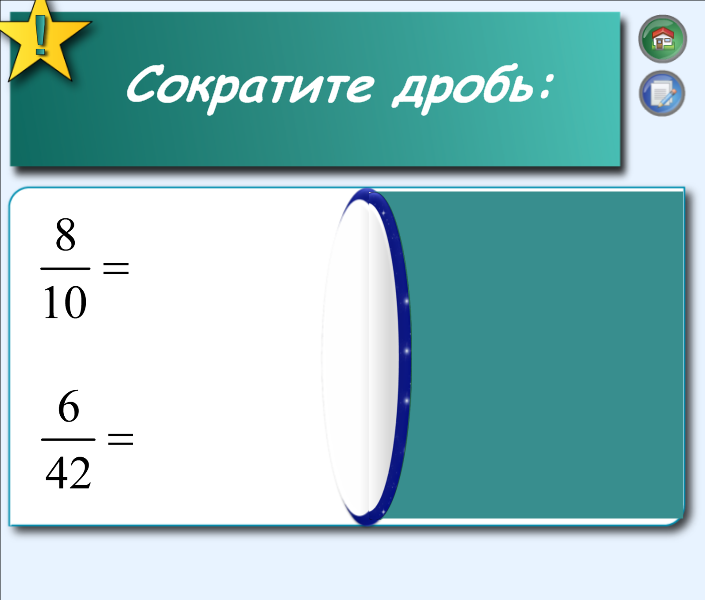 !
Сократите дробь:
8/10 =
6/42 =